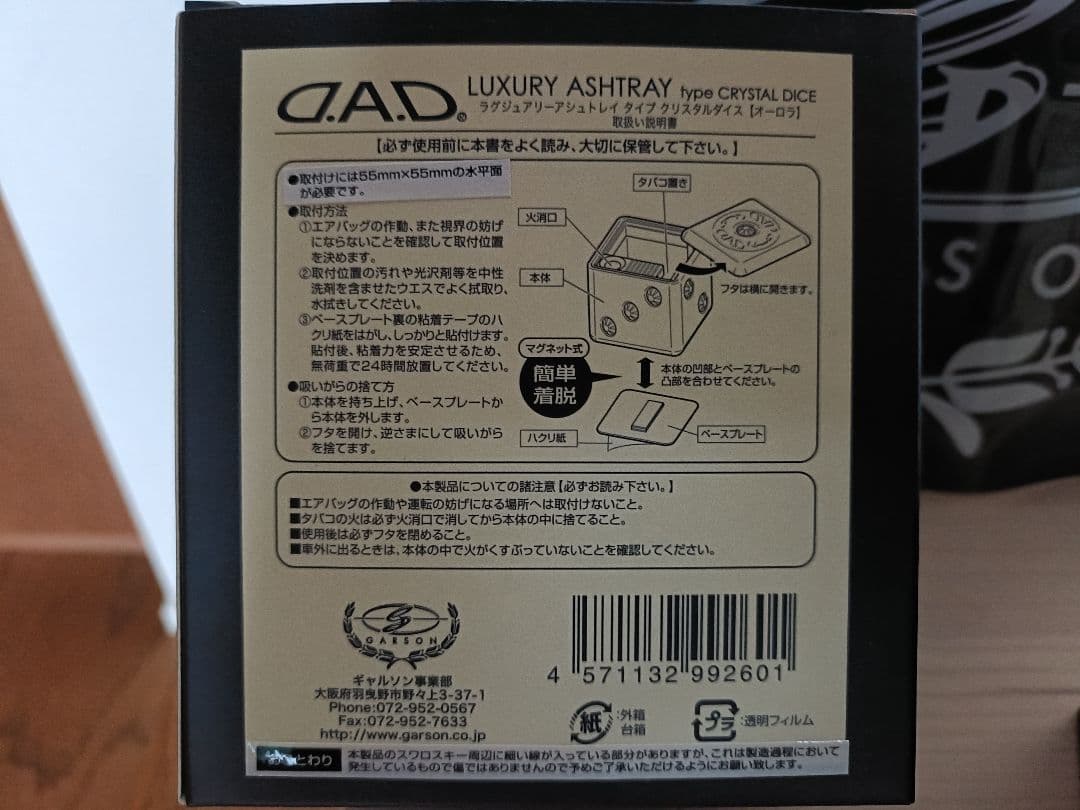 D.A.D®
LUXURY ASHTRAY type CRYSTAL DICE
ラグジュアリーアシュトレイ タイプ クリスタルダイス【オーロラ】
取扱い説明書
【必ず使用前に本書をよく読み、大切に保管して下さい。】
●取付けには55mm×55mmの水平面
が必要です。
●取付方法
①エアバッグの作動、また視界の妨げ
にならないことを確認して取付位置
を決めます。
②取付位置の汚れや光沢剤等を中性
洗剤を含ませたウエスでよく拭取り、
水拭きしてください。
③ベースプレート裏の粘着テープのハ
クリ紙をはがし、しっかりと貼付けます。
貼付後、粘着力を安定させるため、
無荷重で24時間放置してください。
●吸いがらの捨て方
①本体を持ち上げ、ベースプレートか
ら本体を外します。
②フタを開け、逆さまにして吸いがら
を捨てます。
タバコ置き
火消口
本体
フタは横に開きます。
マグネット式
簡単
着脱
本体の凹部とベースプレートの
凸部を合わせてください。
ハクリ紙
ベースプレート
●本製品についての諸注意【必ずお読み下さい。】
■エアバッグの作動や運転の妨げになる場所へは取付けないこと。
■タバコの火は必ず火消口で消してから本体の中に捨てること。
■使用後は必ずフタを閉めること。
■車外に出るときは、本体の中で火がくすぶっていないことを確認してください。
GARSON
ギャルソン事業部
大阪府羽曳野市野々上3-37-1
Phone:072-952-0567
Fax:072-952-7633
http://www.garson.co.jp
4 571132 992601
紙:外箱
台箱
プラ:透明フィルム
とわり
本製品のスワロスキー周辺に細い線が入っている部分がありますが、これは製造過程において
発生しているもので傷ではありませんので予めご了承いただけるようにお願い致します。
S O